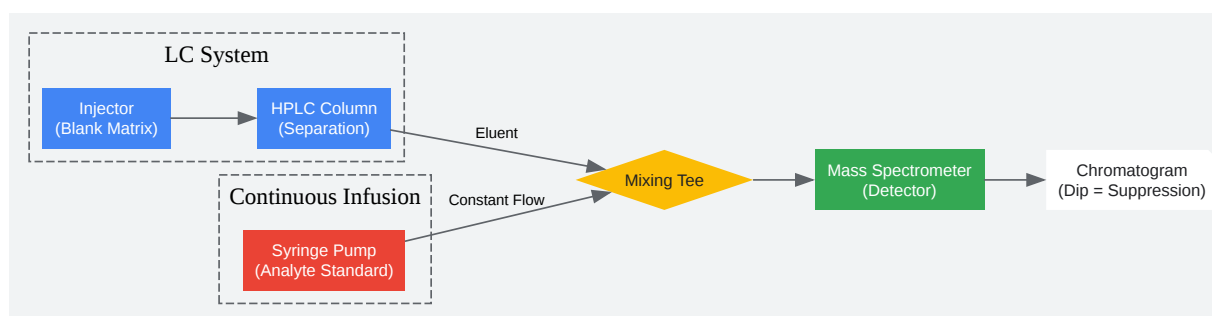 LC System
Injector
(Blank Matrix)
HPLC Column
(Separation)
Eluent
Continuous Infusion
Constant Flow
Syringe Pump
(Analyte Standard)
Mixing Tee
Mass Spectrometer
(Detector)
Chromatogram
(Dip = Suppression)